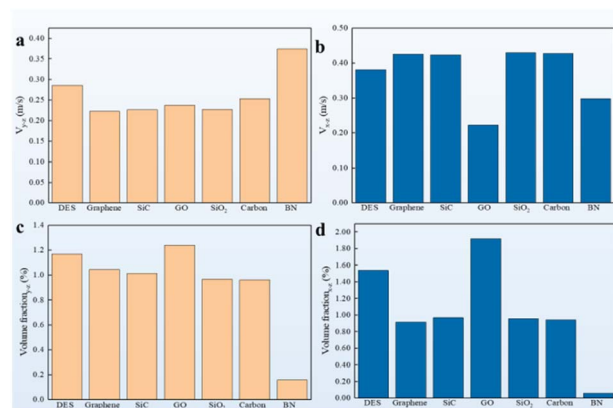 a
b
0.40
0.35
0.30
0.25
0.20
0.15
0.10
0.05
0.00
V y-z (m/s)
DES Graphene SiC GO SiO2 Carbon BN
0.50
0.40
0.30
0.20
0.10
0.00
V x-z (m/s)
DES Graphene SiC GO SiO2 Carbon BN
c
d
1.4
1.2
1.0
0.8
0.6
0.4
0.2
0.0
Volume fraction y-z (%)
DES Graphene SiC GO SiO2 Carbon BN
2.00
1.80
1.60
1.40
1.20
1.00
0.80
0.60
0.40
0.20
0.00
Volume fraction x-z (%)
DES Graphene SiC GO SiO2 Carbon BN